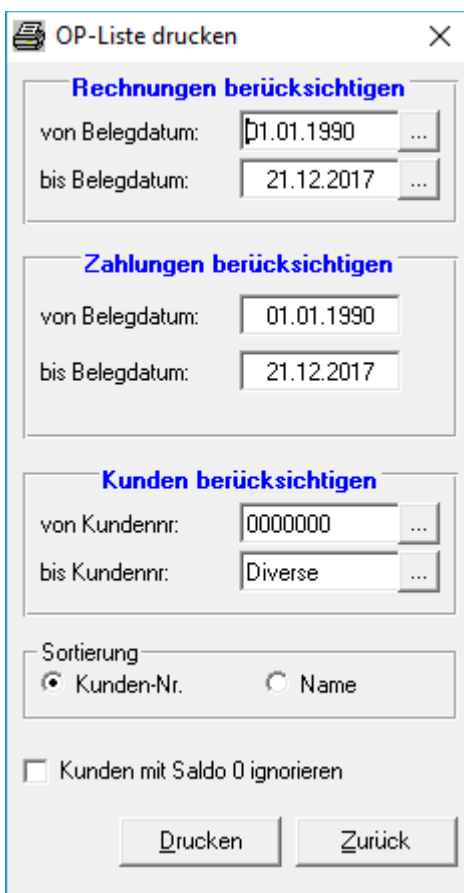 OP-Liste drucken
Rechnungen berücksichtigen
von Belegdatum: 01.01.1990 ...
bis Belegdatum: 21.12.2017 ...
Zahlungen berücksichtigen
von Belegdatum: 01.01.1990
bis Belegdatum: 21.12.2017
Kunden berücksichtigen
von Kundennr: 0000000 ...
bis Kundennr: Diverse ...
Sortierung
Kunden-Nr. Name
Kunden mit Saldo 0 ignorieren
Drucken Zurück